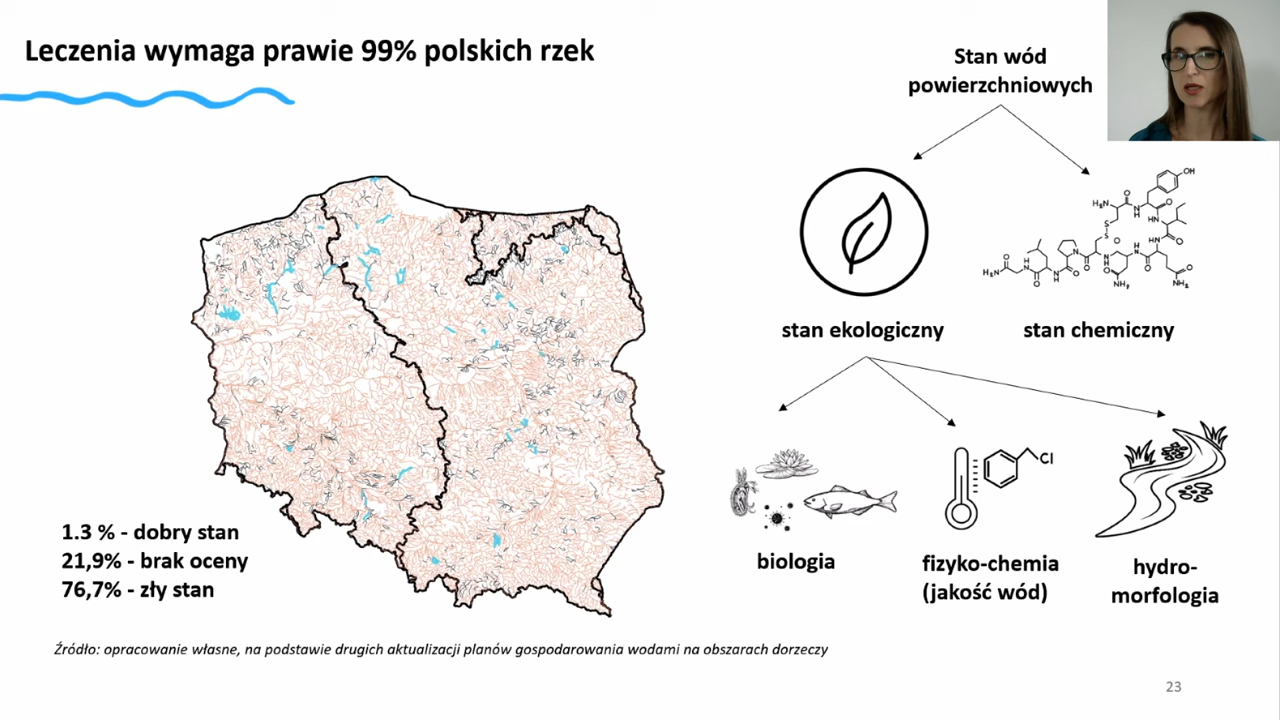 Leczenia wymaga prawie 99% polskich rzek
Stan wód
powierzchniowych
stan ekologiczny
stan chemiczny
Cl
biologia
fizyko-chemia
(jakość wód)
hydro-
morfologia
1.3 % - dobry stan
21,9% - brak oceny
76,7% - zły stan
Źródło: opracowanie własne, na podstawie drugich aktualizacji planów gospodarowania wodami na obszarach dorzeczy
23